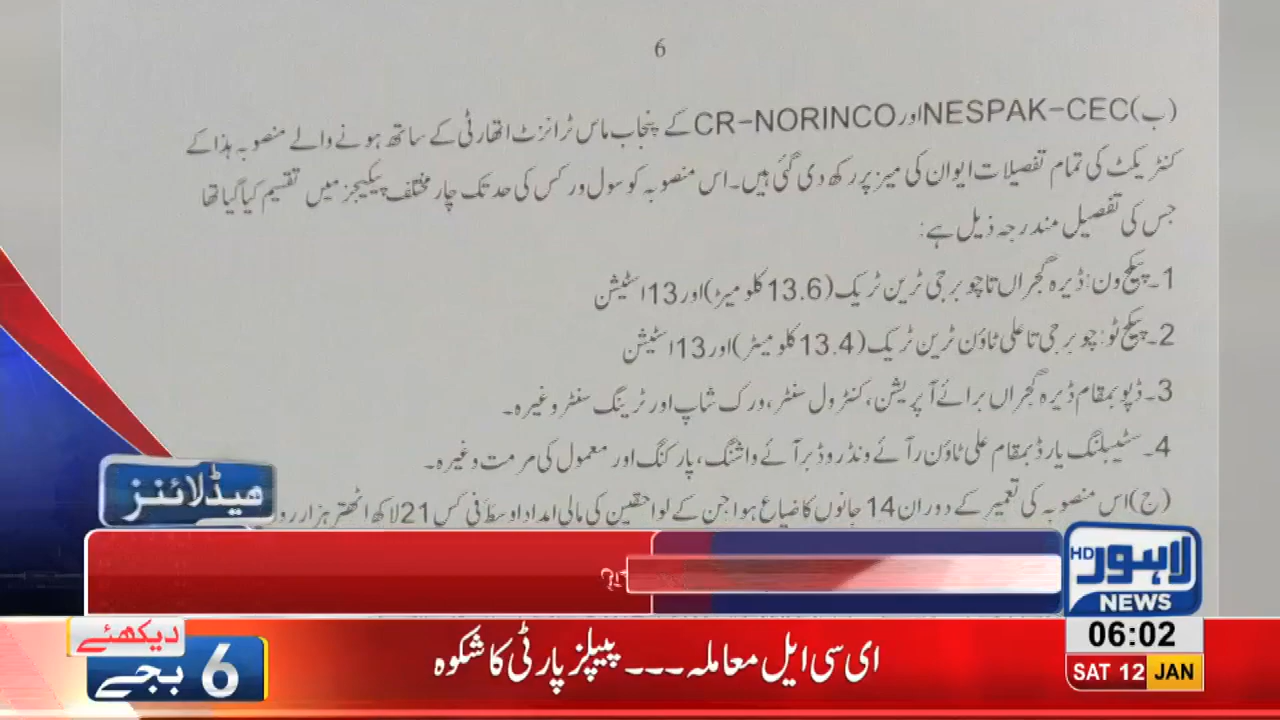 6
(ب) NESPAK-CEC اور CR-NORINCO کے پنجاب ماس ٹرانزٹ اتھارٹی کے ساتھ ہونے والے منصوبہ ہذا کے
کنٹریکٹ کی تمام تفصیلات ایوان کی میز پر رکھ دی گئی ہیں۔ اس منصوبہ کو سول ورکس کی حد تک چار مختلف پیکیجز میں تقسیم کیا گیا تھا
جس کی تفصیل مندرجہ ذیل ہے:
1۔ پیکج ون: ڈیرہ گجراں تا چوبرجی ٹرین ٹریک (13.6 کلومیٹر) اور 13 اسٹیشن
2۔ پیکج ٹو: چوبرجی تا علی ٹاؤن ٹرین ٹریک (13.4 کلومیٹر) اور 13 اسٹیشن
3۔ ڈپو بمقام ڈیرہ گجراں برائے آپریشن، کنٹرول سنٹر، ورک شاپ اور ٹریننگ سنٹر وغیرہ۔
4۔ سٹیبلنگ یارڈ بمقام علی ٹاؤن رائے ونڈ روڈ برائے واشنگ، پارکنگ اور معمول کی مرمت وغیرہ۔
(ج) اس منصوبہ کی تعمیر کے دوران 14 جانوں کا ضیاع ہوا جن کے لواحقین کی مالی امداد اوسط فی کس 21 لاکھ اٹھتر ہزار
ہیڈلائنز
لاہور
HD
NEWS
دیکھئے
6 بجے
ای سی ایل معاملہ ۔۔۔ پیپلز پارٹی کا شکوہ
06:02
SAT 12 JAN